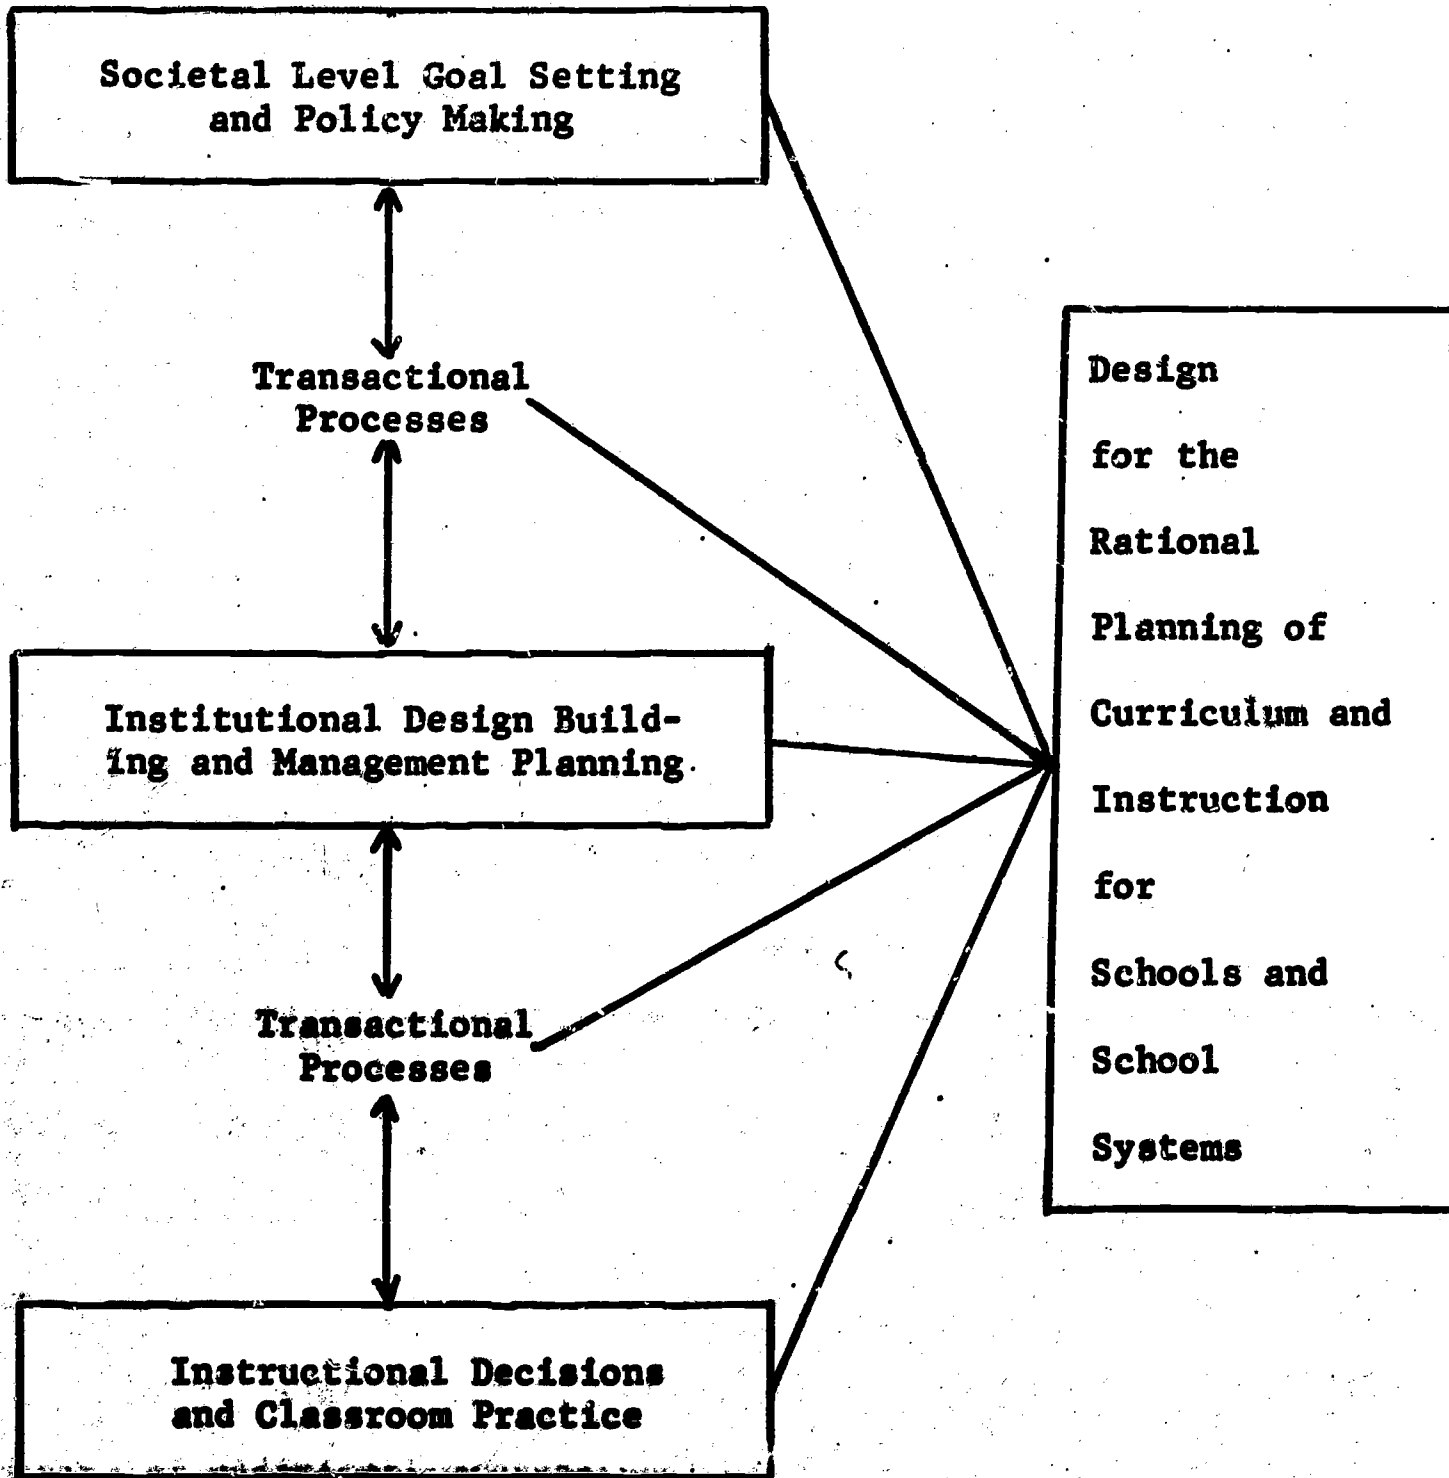 Societal Level Goal Setting
and Policy Making
Transactional
Processes
Institutional Design Build-
ing and Management Planning.
Transactional
Processes
Instructional Decisions
and Classroom Practice
Design
for the
Rational
Planning of
Curriculum and
Instruction
for
Schools and
School
Systems